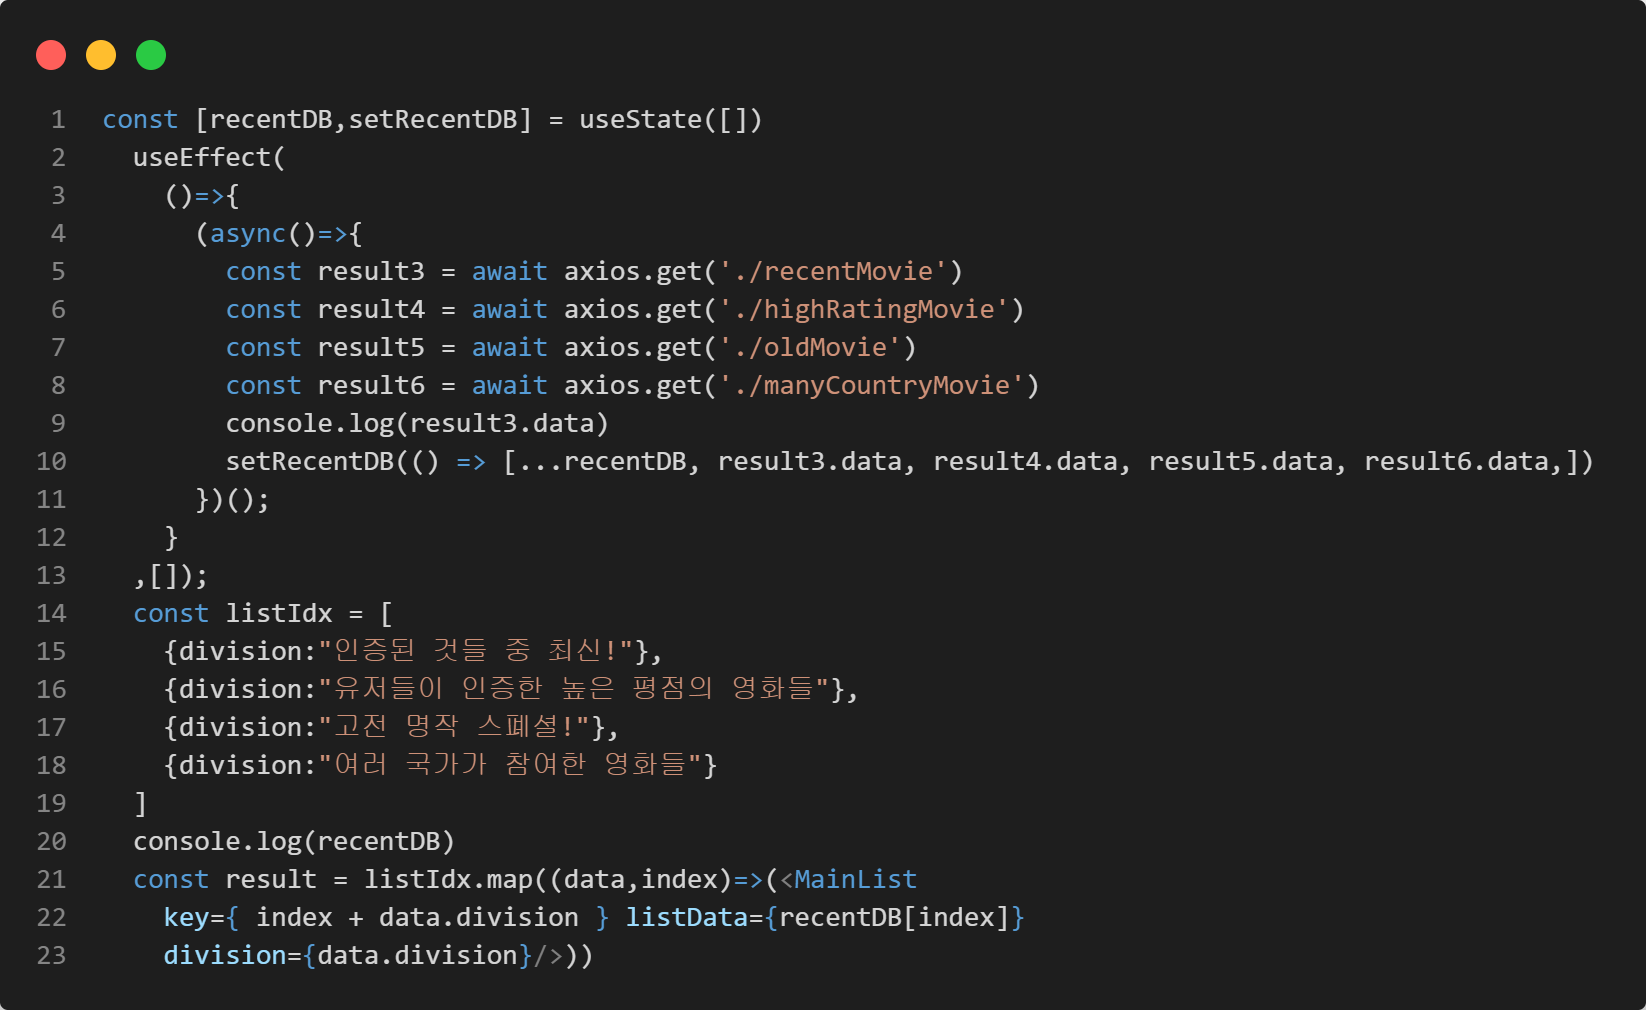 1 const [recentDB,setRecentDB] = useState([])
2   useEffect(
3     ()=>{
4       (async()=>{
5         const result3 = await axios.get('./recentMovie')
6         const result4 = await axios.get('./highRatingMovie')
7         const result5 = await axios.get('./oldMovie')
8         const result6 = await axios.get('./manyCountryMovie')
9         console.log(result3.data)
10         setRecentDB(() => [...recentDB, result3.data, result4.data, result5.data, result6.data,])
11       })();
12     }
13   ,[]);
14   const listIdx = [
15     {division:"인증된 것들 중 최신!"},
16     {division:"유저들이 인증한 높은 평점의 영화들"},
17     {division:"고전 명작 스페셜!"},
18     {division:"여러 국가가 참여한 영화들"}
19   ]
20   console.log(recentDB)
21   const result = listIdx.map((data,index)=>(<MainList
22     key={ index + data.division } listData={recentDB[index]}
23     division={data.division}/>))